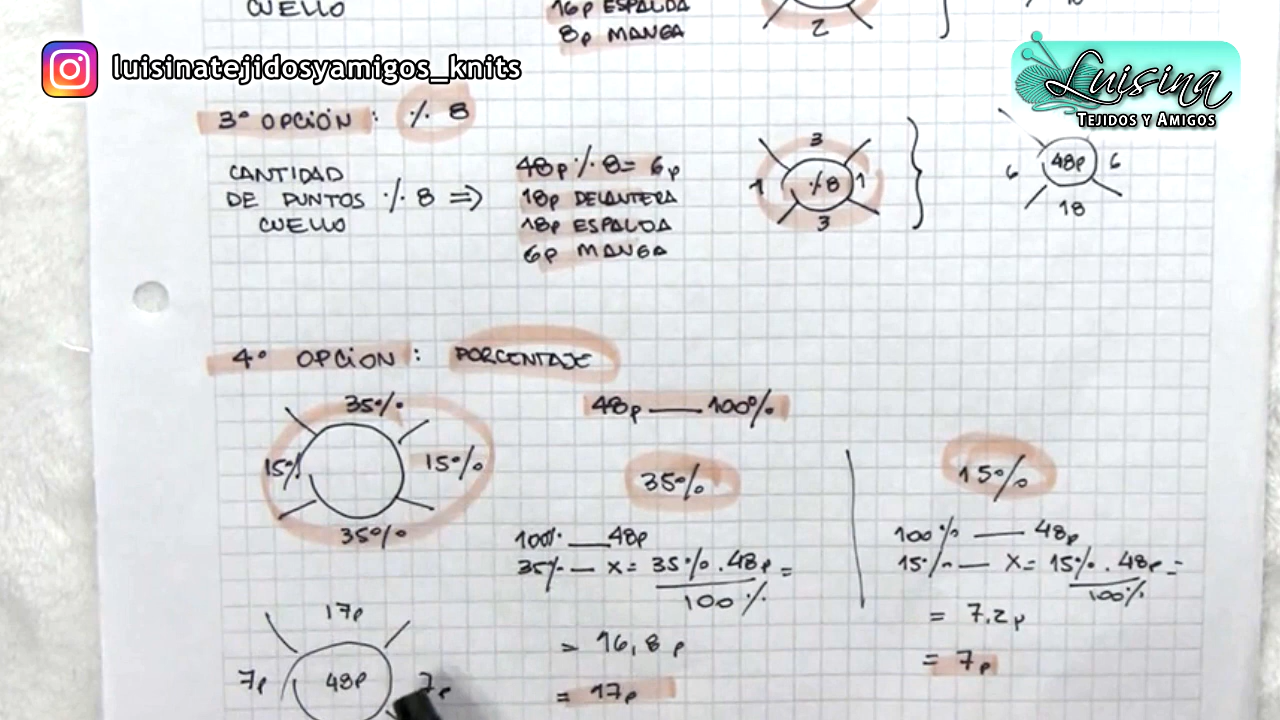 CUELLO
16p ESPALDA
8p MANGA
2
luisinatejidosyamigos_knits
Luisina
TEJIDOS Y AMIGOS
3° OPCIÓN : ٪ 8
CANTIDAD
DE PUNTOS ٪ 8 =>
CUELLO
48p ٪ 8 = 6p
18p DELANTERA
18p ESPALDA
6p MANGA
3
1 ٪ 8 1
3
6 48p 6
18
4° OPCION : PORCENTAJE
35%
15% 15%
35%
48p — 100%
35%
100% — 48p
35% — X = 35% . 48p =
100%
= 16,8 p
= 17p
15%
100% — 48p
15% — X = 15% . 48p =
100%
= 7.2p
= 7p
17p
7p 48p 7p